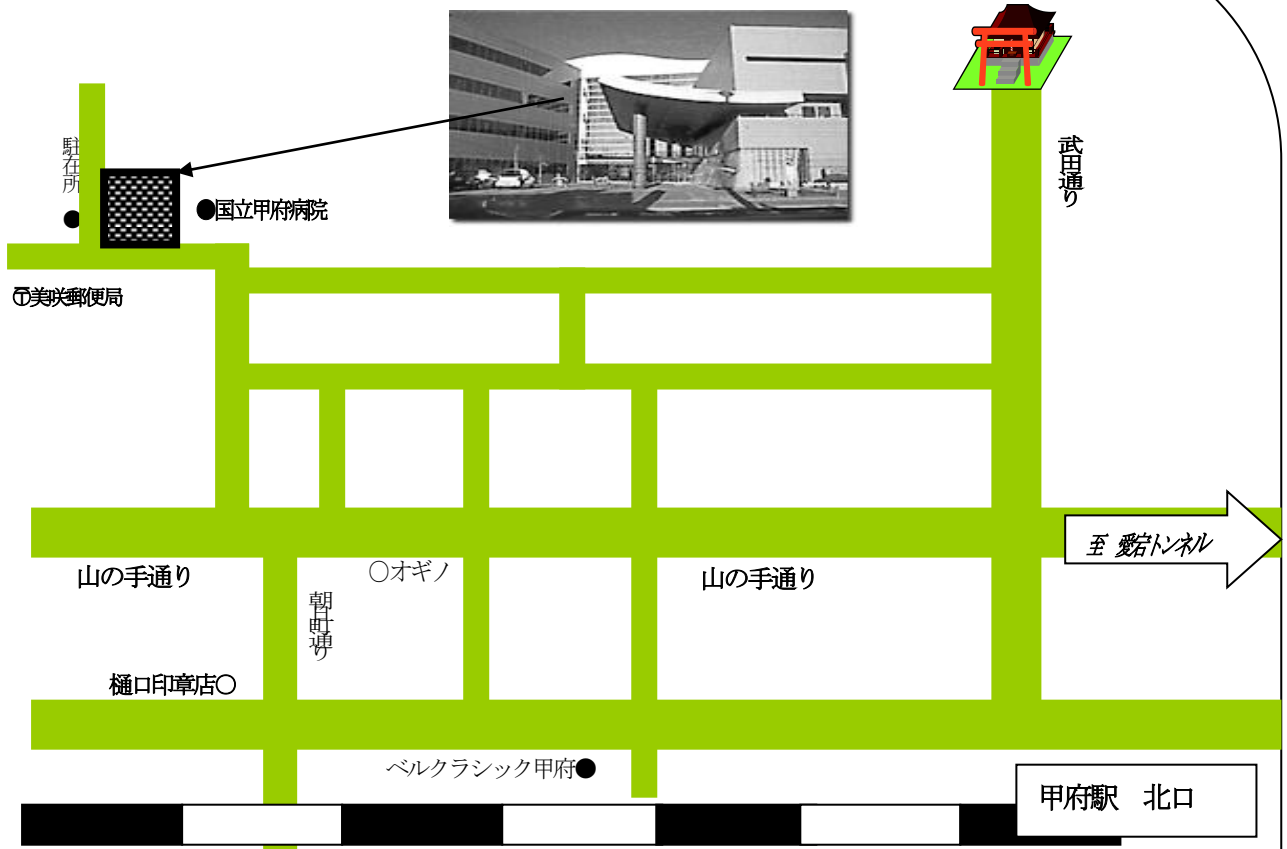 駐在所
●国立甲府病院
武田通り
〒美咲郵便局
至 愛宕トンネル
山の手通り
○オギノ
山の手通り
朝日町通り
樋口印章店○
ベルクラシック甲府●
甲府駅 北口